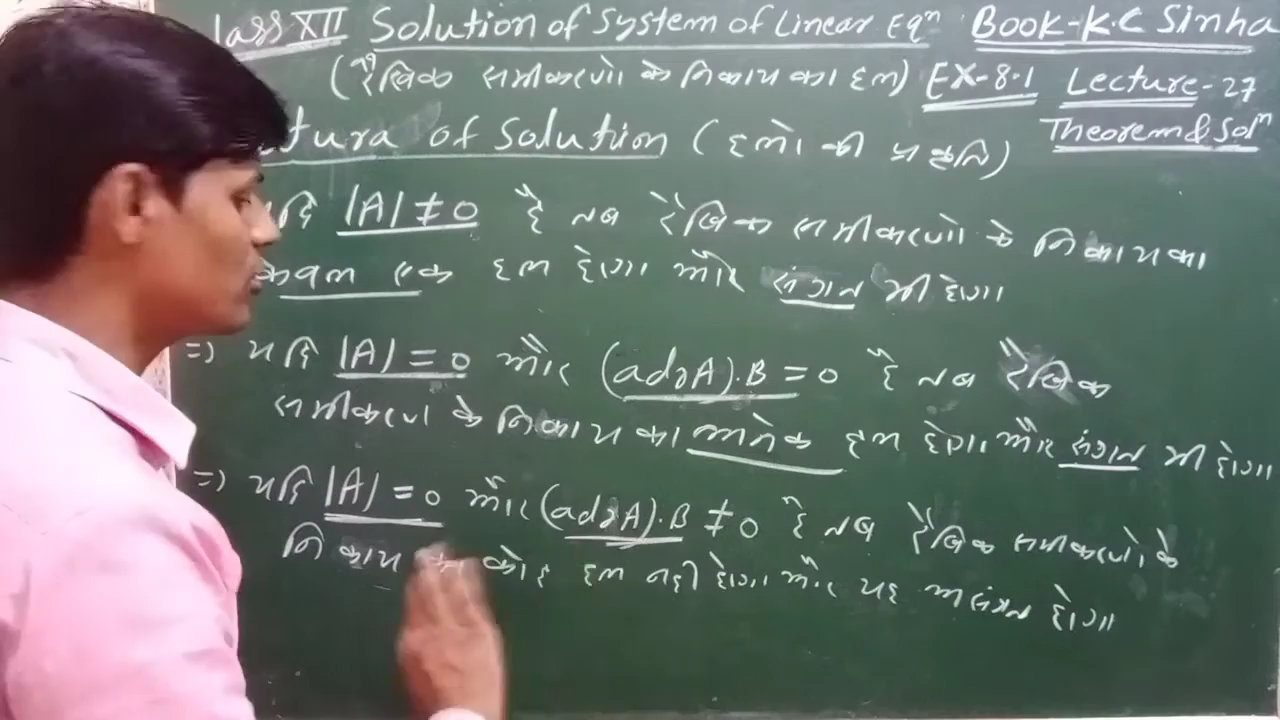 lass XII Solution of System of Linear Eqⁿ Book-K.C Sinha
(रैखिक समीकरणों के निकाय का हल) EX-8.1 Lecture-27
Theorem & Solⁿ
tura of Solution (हलों की प्रकृति)
यदि |A| ≠ 0 है तब रैखिक समीकरणों के निकाय का
केवल एक हल होगा और संगत भी होगा
=> यदि |A| = 0 और (adjA).B = 0 है तब रैखिक
समीकरणों के निकाय का अनेक हल होगा और संगत भी होगा
=> यदि |A| = 0 और (adjA).B ≠ 0 है तब रैखिक समीकरणों के
निकाय का कोई हल नहीं होगा और यह असंगत होगा